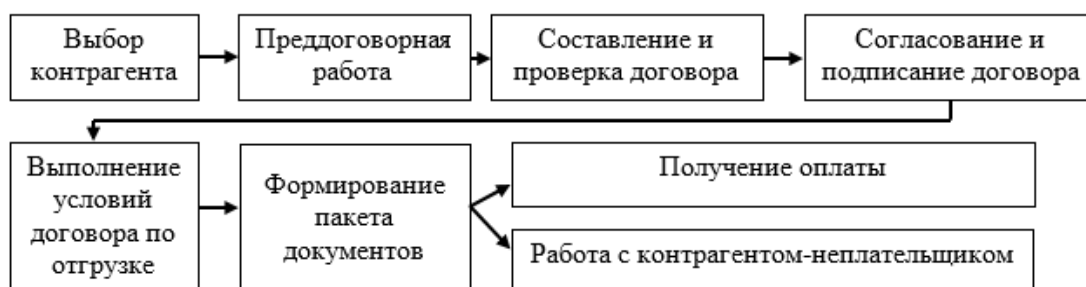 Выбор
контрагента
Преддоговорная
работа
Составление и
проверка договора
Согласование и
подписание договора
Выполнение
условий
договора по
отгрузке
Формирование
пакета
документов
Получение оплаты
Работа с контрагентом-неплательщиком